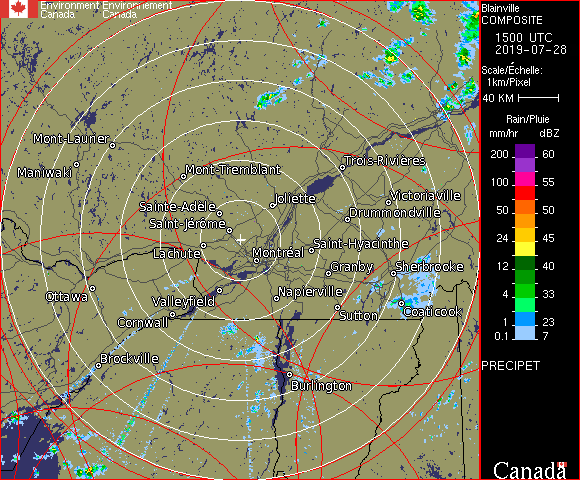 Environment Environnement
Canada Canada
Blainville
COMPOSITE
1500 UTC
2019-07-28
Scale/Échelle:
1km/Pixel
40 KM
Rain/Pluie
mm/hr dBZ
200 60
55
100 55
50 50
24 45
12 40
4 33
1 23
0.1 7
PRECIPET
Mont-Laurier
Maniwaki
Mont-Tremblant
Trois-Rivières
Joliette
Victoriaville
Sainte-Adèle
Drummondville
Saint-Jérôme
Saint-Hyacinthe
Lachute
Montréal
Granby
Sherbrooke
Ottawa
Valleyfield
Napierville
Coaticook
Cornwall
Sutton
Brockville
Burlington
Canada